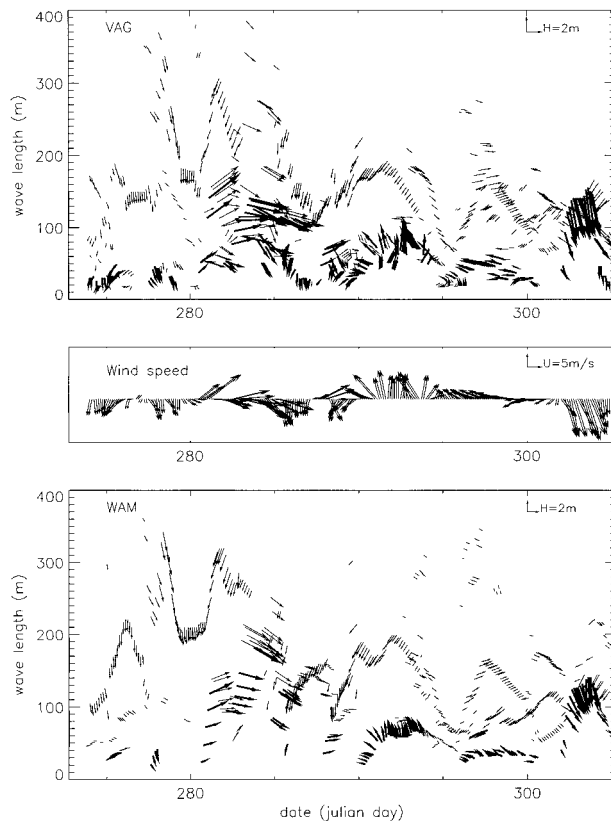 400
VAG
H=2m
300
wave length (m)
200
100
0
280
300
Wind speed
U=5m/s
280
300
400
WAM
H=2m
300
wave length (m)
200
100
0
280
300
date (julian day)